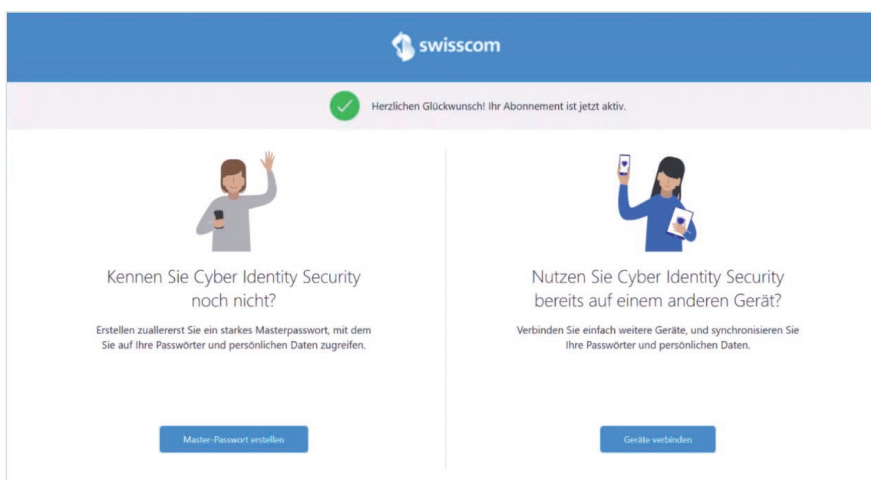 swisscom
Herzlichen Glückwunsch! Ihr Abonnement ist jetzt aktiv.
Kennen Sie Cyber Identity Security
noch nicht?
Erstellen zuallererst Sie ein starkes Masterpasswort, mit dem
Sie auf Ihre Passwörter und persönlichen Daten zugreifen.
Master-Passwort erstellen
Nutzen Sie Cyber Identity Security
bereits auf einem anderen Gerät?
Verbinden Sie einfach weitere Geräte, und synchronisieren Sie
Ihre Passwörter und persönlichen Daten.
Geräte verbinden